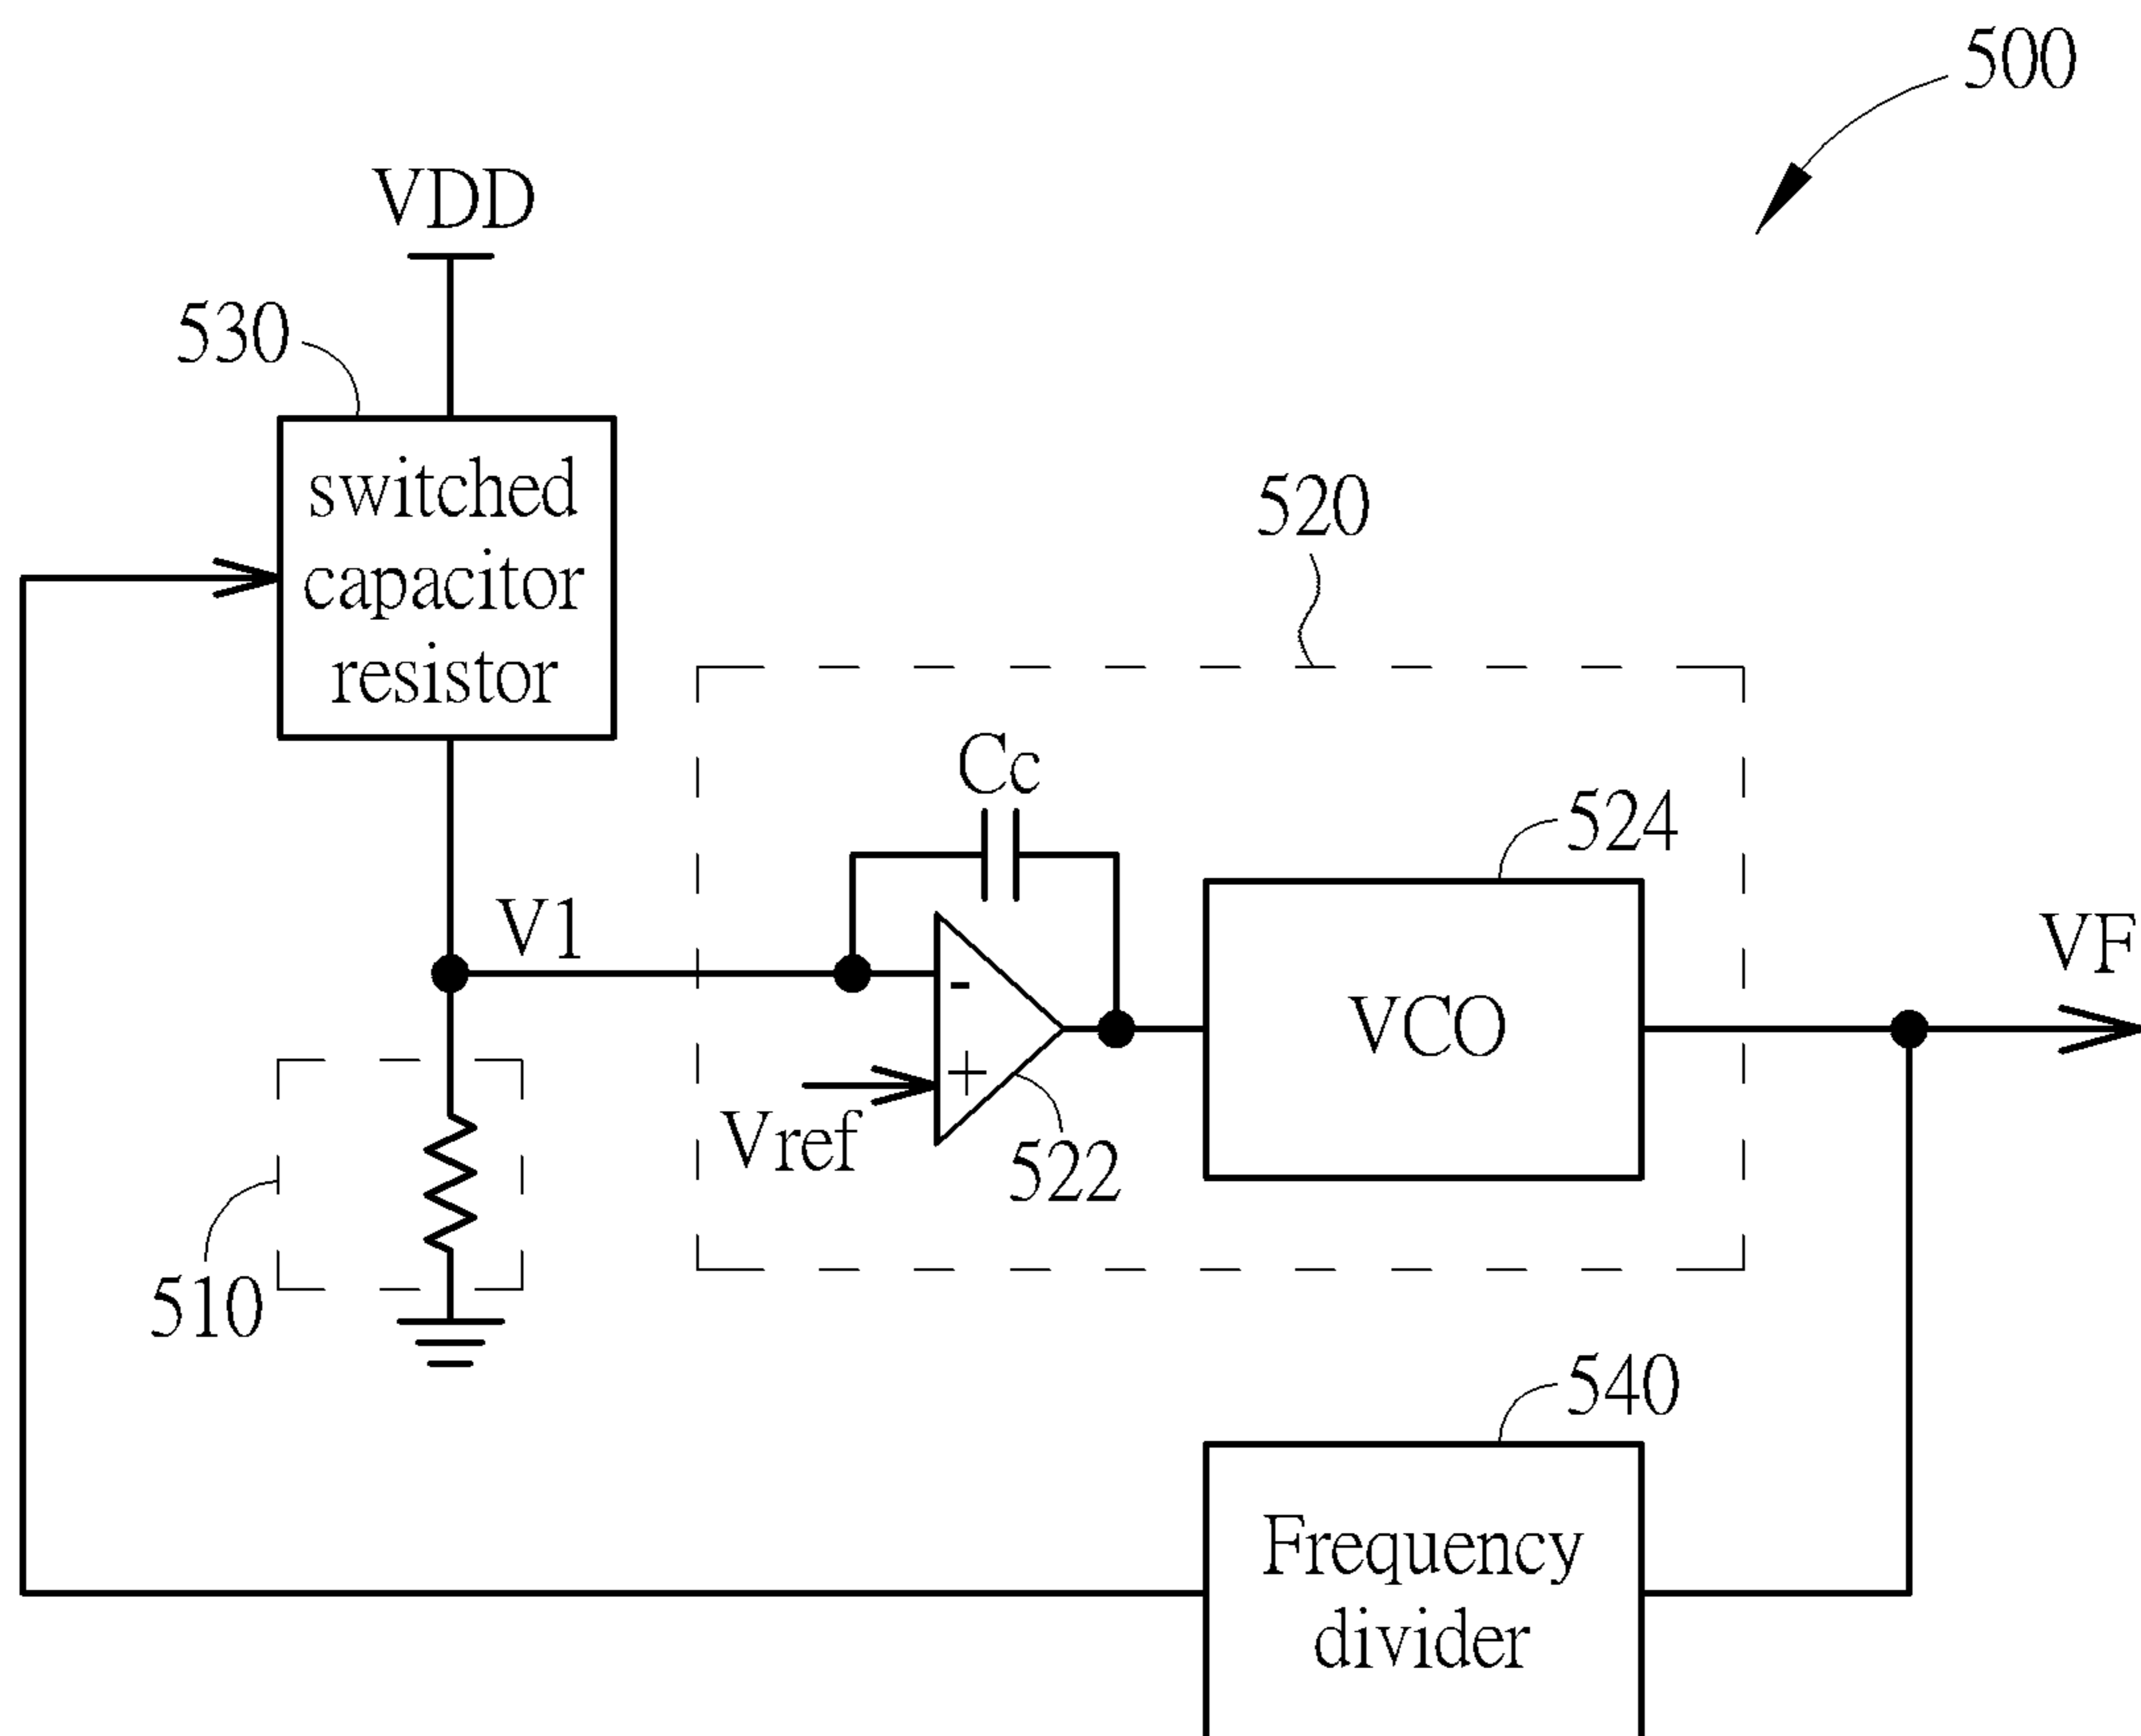 500
VDD
530
switched
capacitor
resistor
520
Cc
524
V1
VF
-
VCO
+
Vref
522
510
540
Frequency
divider